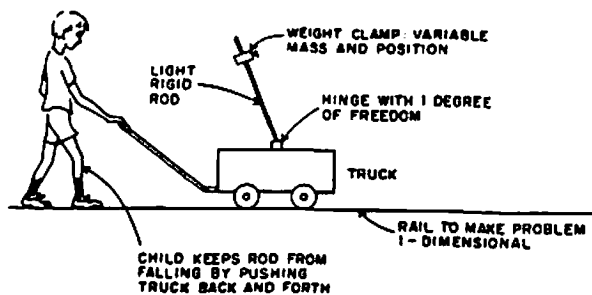 WEIGHT CLAMP: VARIABLE
MASS AND POSITION
LIGHT
RIGID
ROD
HINGE WITH 1 DEGREE
OF FREEDOM
TRUCK
RAIL TO MAKE PROBLEM
1-DIMENSIONAL
CHILD KEEPS ROD FROM
FALLING BY PUSHING
TRUCK BACK AND FORTH